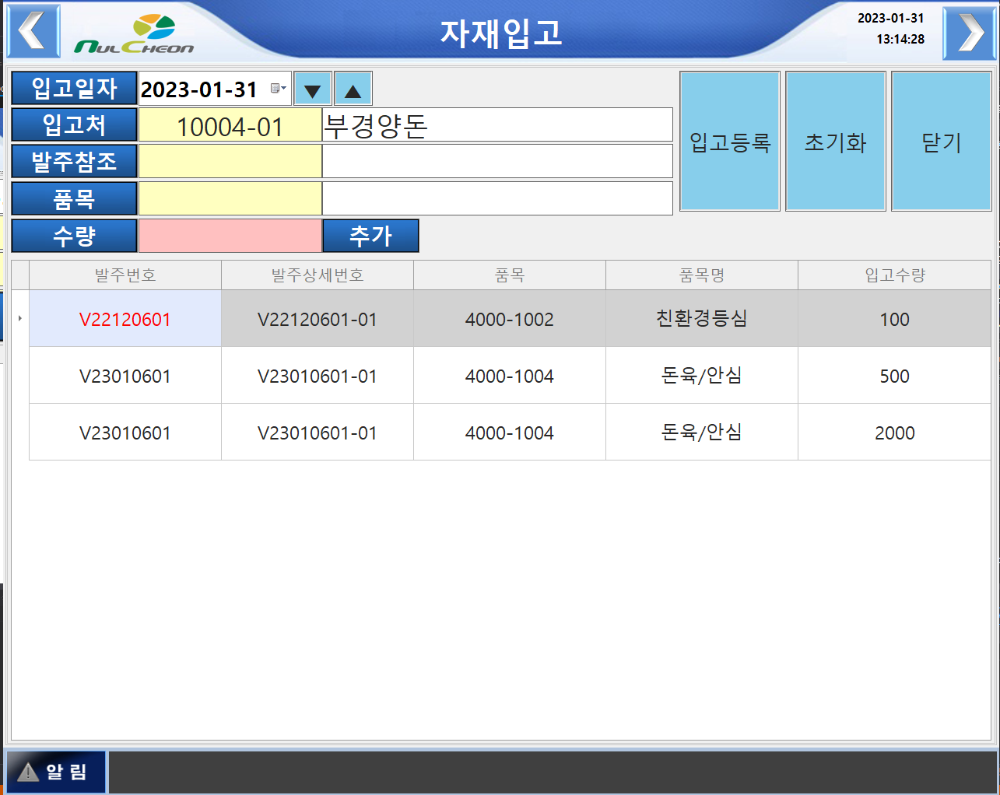 NULCHEON
자재입고
2023-01-31
13:14:28
입고일자 2023-01-31 ▼ ▲
입고처 10004-01 부경양돈
발주참조
품목
수량 추가
입고등록 초기화 닫기
발주번호 발주상세번호 품목 품목명 입고수량
V22120601 V22120601-01 4000-1002 친환경등심 100
V23010601 V23010601-01 4000-1004 돈육/안심 500
V23010601 V23010601-01 4000-1004 돈육/안심 2000
알 림